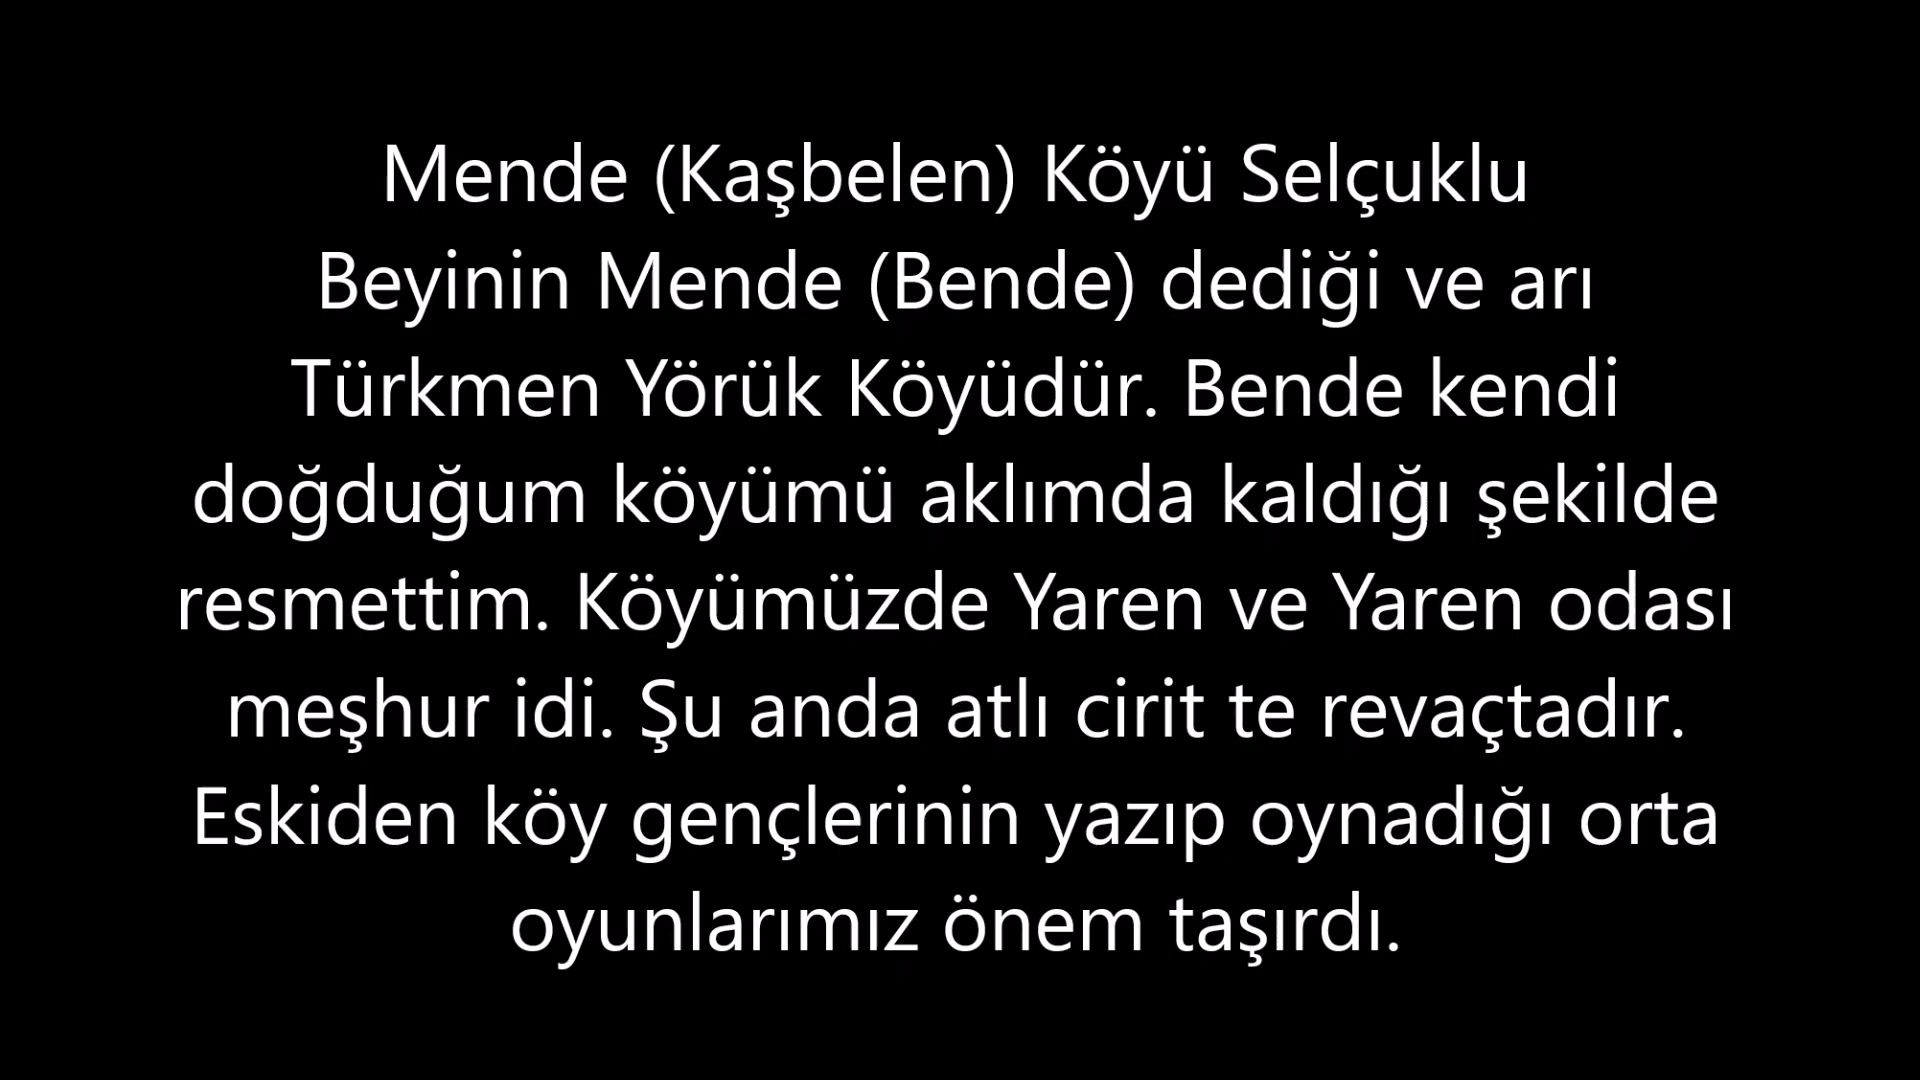 Mende (Kaşbelen) Köyü Selçuklu
Beyinin Mende (Bende) dediği ve arı
Türkmen Yörük Köyüdür. Bende kendi
doğduğum köyümü aklımda kaldığı şekilde
resmettim. Köyümüzde Yaren ve Yaren odası
meşhur idi. Şu anda atlı cirit te revaçtadır.
Eskiden köy gençlerinin yazıp oynadığı orta
oyunlarımız önem taşırdı.